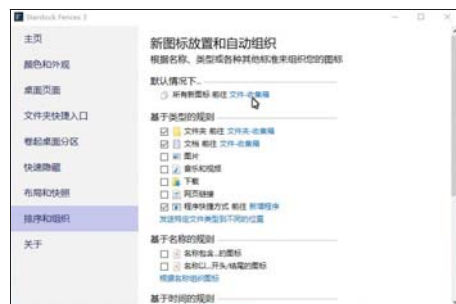 Stardock Fences 3
主页
颜色和外观
桌面页面
文件夹快捷入口
卷起桌面分区
快速隐藏
布局和快照
排序和组织
关于
新图标放置和自动组织
根据名称、类型或各种其他标准来组织您的图标
默认情况下...
所有新图标 前往 文件-收集箱
基于类型的规则
文件夹 前往 文件夹-收集箱
文档 前往 文件-收集箱
图片
音乐和视频
下载
网页链接
程序快捷方式 前往 新增程序
发送特定文件类型到不同的位置
基于名称的规则
名称包含...的图标
名称以...开头/结尾的图标
根据名称组织图标
基于时间的规则